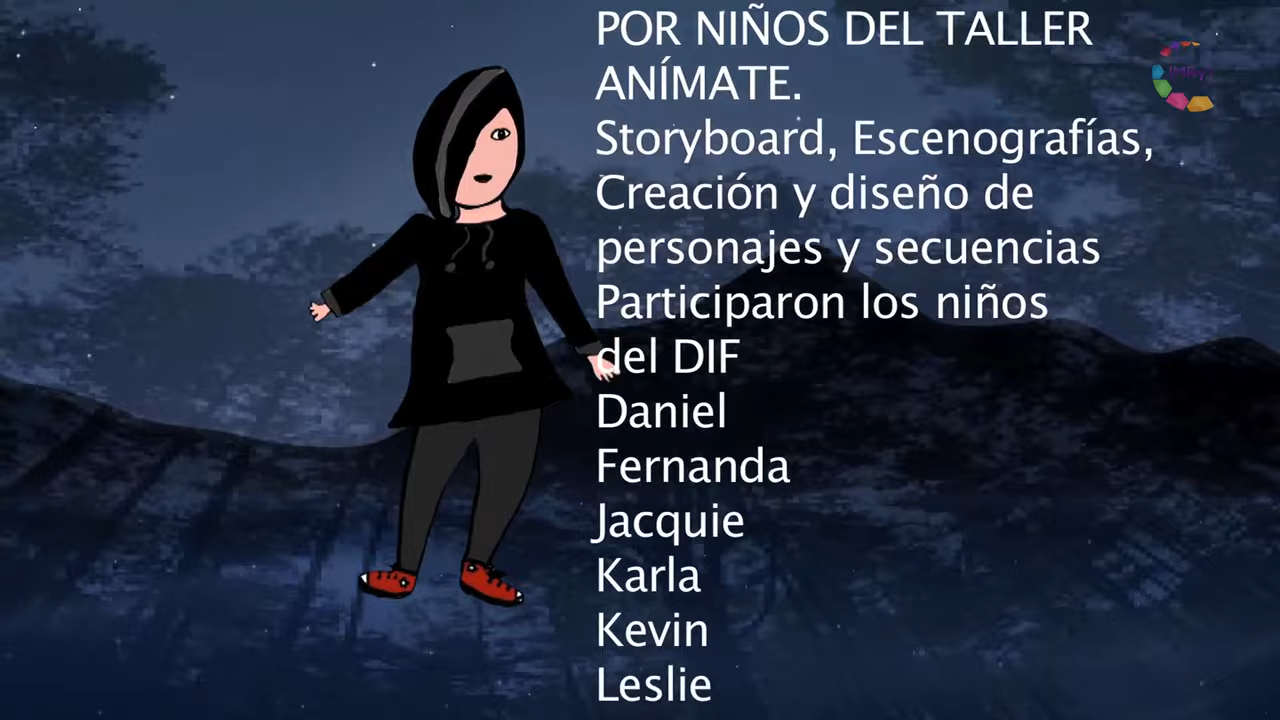 POR NIÑOS DEL TALLER
ANÍMATE.
Storyboard, Escenografías,
Creación y diseño de
personajes y secuencias
Participaron los niños
del DIF
Daniel
Fernanda
Jacquie
Karla
Kevin
Leslie